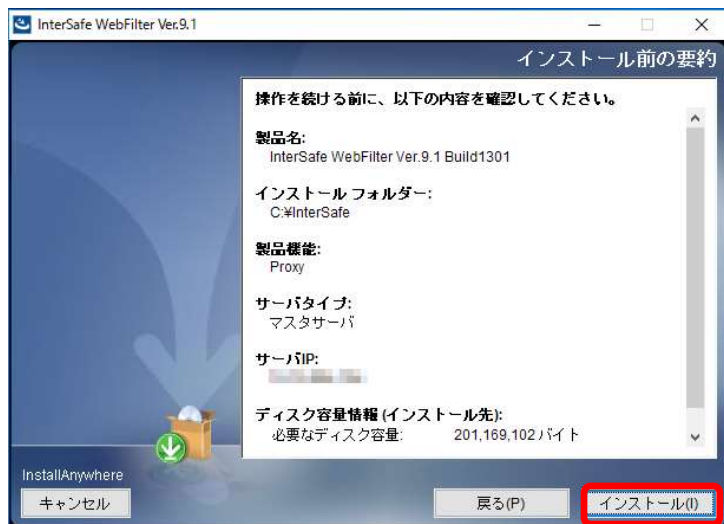 InterSafe WebFilter Ver.9.1
インストール前の要約
操作を続ける前に、以下の内容を確認してください。
製品名:
InterSafe WebFilter Ver.9.1 Build1301
インストール フォルダー:
C:¥InterSafe
製品機能:
Proxy
サーバタイプ:
マスタサーバ
サーバIP:
ディスク容量情報 (インストール先):
必要なディスク容量: 201,169,102 バイト
InstallAnywhere
キャンセル 戻る(P) インストール(I)